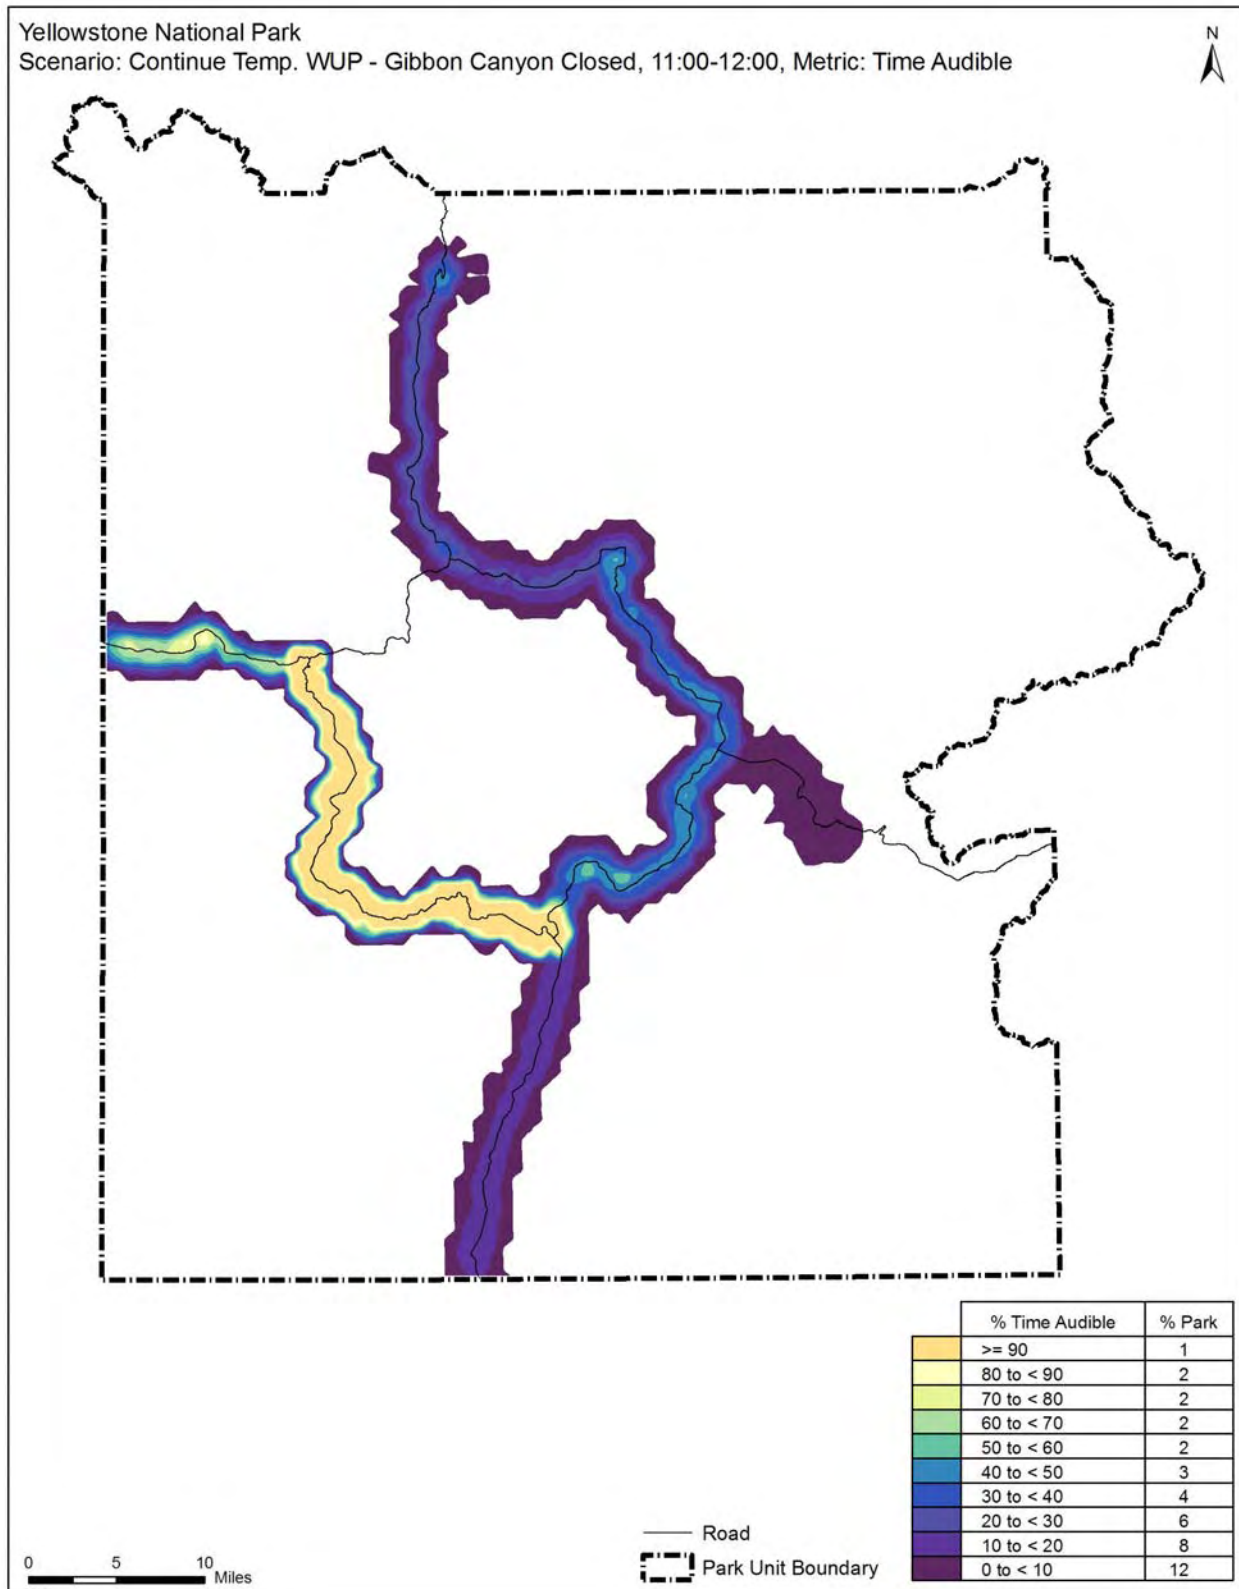 Yellowstone National Park
Scenario: Continue Temp. WUP - Gibbon Canyon Closed, 11:00-12:00, Metric: Time Audible
N
% Time Audible % Park
>= 90 1
80 to < 90 2
70 to < 80 2
60 to < 70 2
50 to < 60 2
40 to < 50 3
30 to < 40 4
20 to < 30 6
10 to < 20 8
0 to < 10 12
Road
Park Unit Boundary
0 5 10
Miles